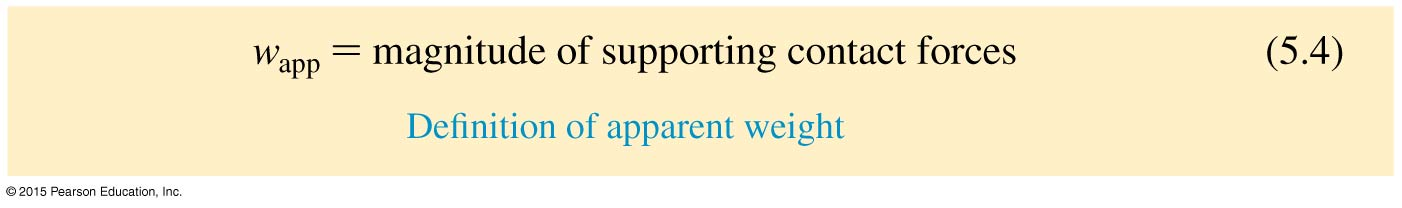 w_app = magnitude of supporting contact forces (5.4)
Definition of apparent weight
© 2015 Pearson Education, Inc.